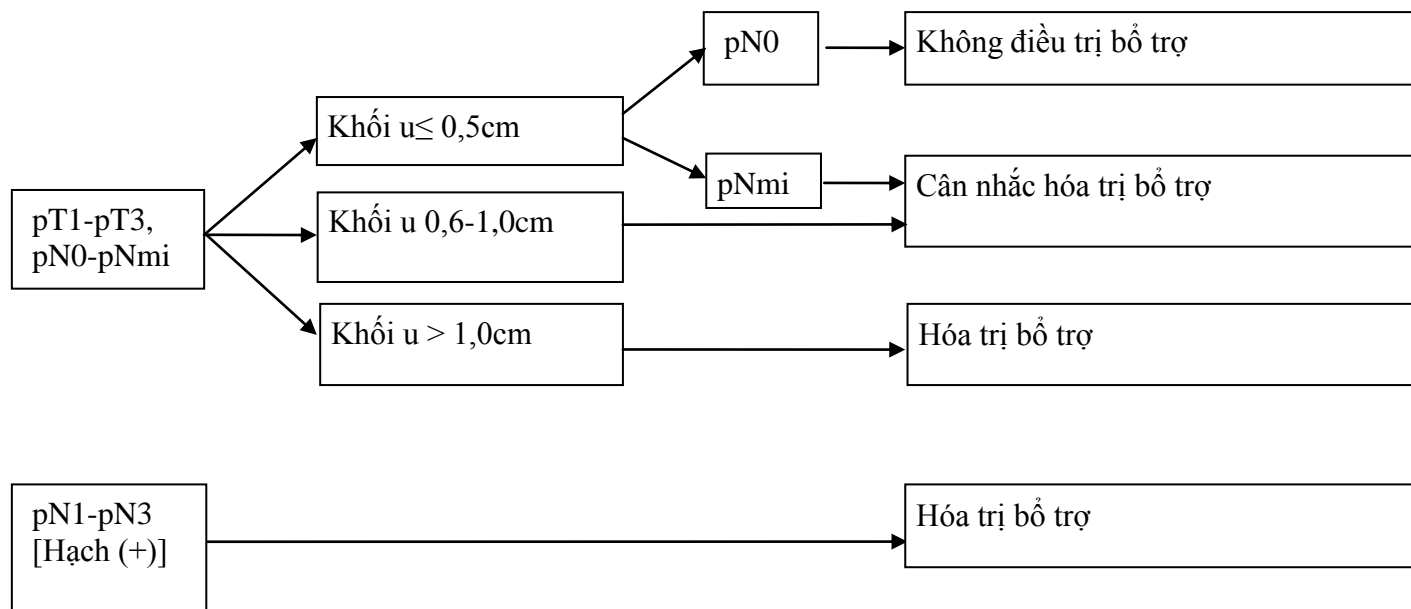 pN0
Không điều trị bổ trợ
Khối u≤ 0,5cm
pNmi
Cân nhắc hóa trị bổ trợ
pT1-pT3,
pN0-pNmi
Khối u 0,6-1,0cm
Khối u > 1,0cm
Hóa trị bổ trợ
pN1-pN3
[Hạch (+)]
Hóa trị bổ trợ